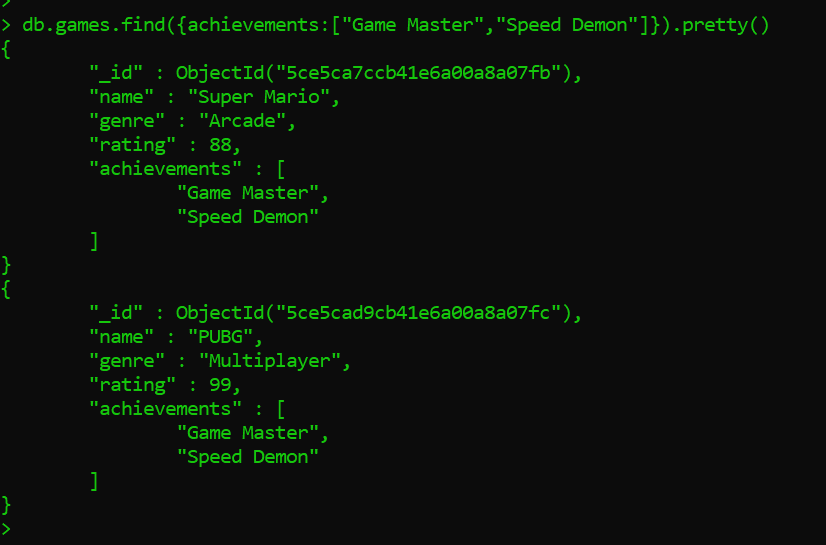 >
> db.games.find({achievements:["Game Master","Speed Demon"]}).pretty()
{
        "_id" : ObjectId("5ce5ca7ccb41e6a00a8a07fb"),
        "name" : "Super Mario",
        "genre" : "Arcade",
        "rating" : 88,
        "achievements" : [
                "Game Master",
                "Speed Demon"
        ]
}
{
        "_id" : ObjectId("5ce5cad9cb41e6a00a8a07fc"),
        "name" : "PUBG",
        "genre" : "Multiplayer",
        "rating" : 99,
        "achievements" : [
                "Game Master",
                "Speed Demon"
        ]
}
>